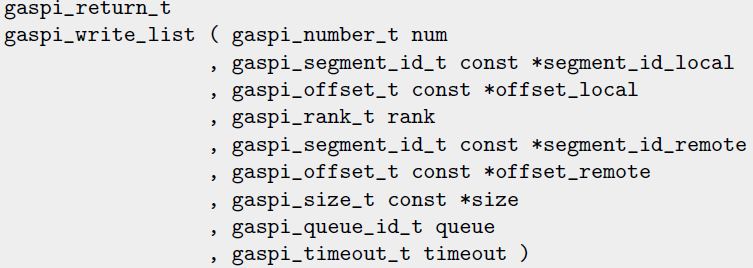 gaspi_return_t
gaspi_write_list ( gaspi_number_t num
, gaspi_segment_id_t const *segment_id_local
, gaspi_offset_t const *offset_local
, gaspi_rank_t rank
, gaspi_segment_id_t const *segment_id_remote
, gaspi_offset_t const *offset_remote
, gaspi_size_t const *size
, gaspi_queue_id_t queue
, gaspi_timeout_t timeout )